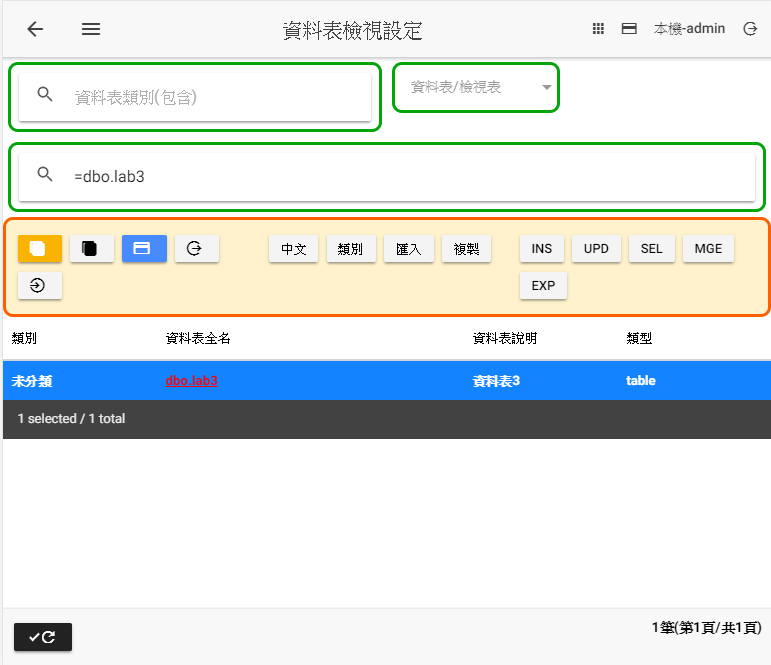 資料表檢視設定
本機-admin
資料表類別(包含)
資料表/檢視表
=dbo.lab3
中文 類別 匯入 複製 INS UPD SEL MGE
EXP
類別 資料表全名 資料表說明 類型
未分類 dbo.lab3 資料表3 table
1 selected / 1 total
1筆(第1頁/共1頁)